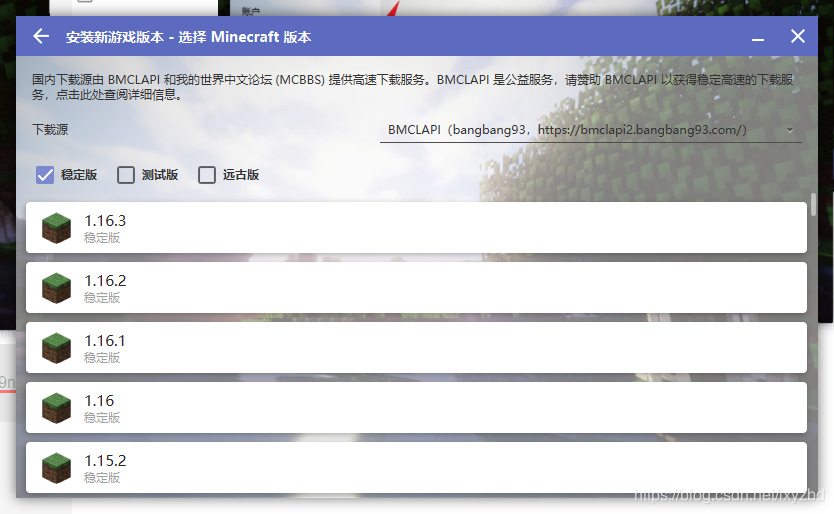 账户
安装新游戏版本 - 选择 Minecraft 版本
国内下载源由 BMCLAPI 和我的世界中文论坛 (MCBBS) 提供高速下载服务。BMCLAPI 是公益服务，请赞助 BMCLAPI 以获得稳定高速的下载服
务，点击此处查阅详细信息。
下载源
BMCLAPI（bangbang93，https://bmclapi2.bangbang93.com/）
稳定版 测试版 远古版
1.16.3
稳定版
1.16.2
稳定版
1.16.1
稳定版
1.16
稳定版
9n
1.15.2
稳定版
https://blog.csdn.net/lxyzbd